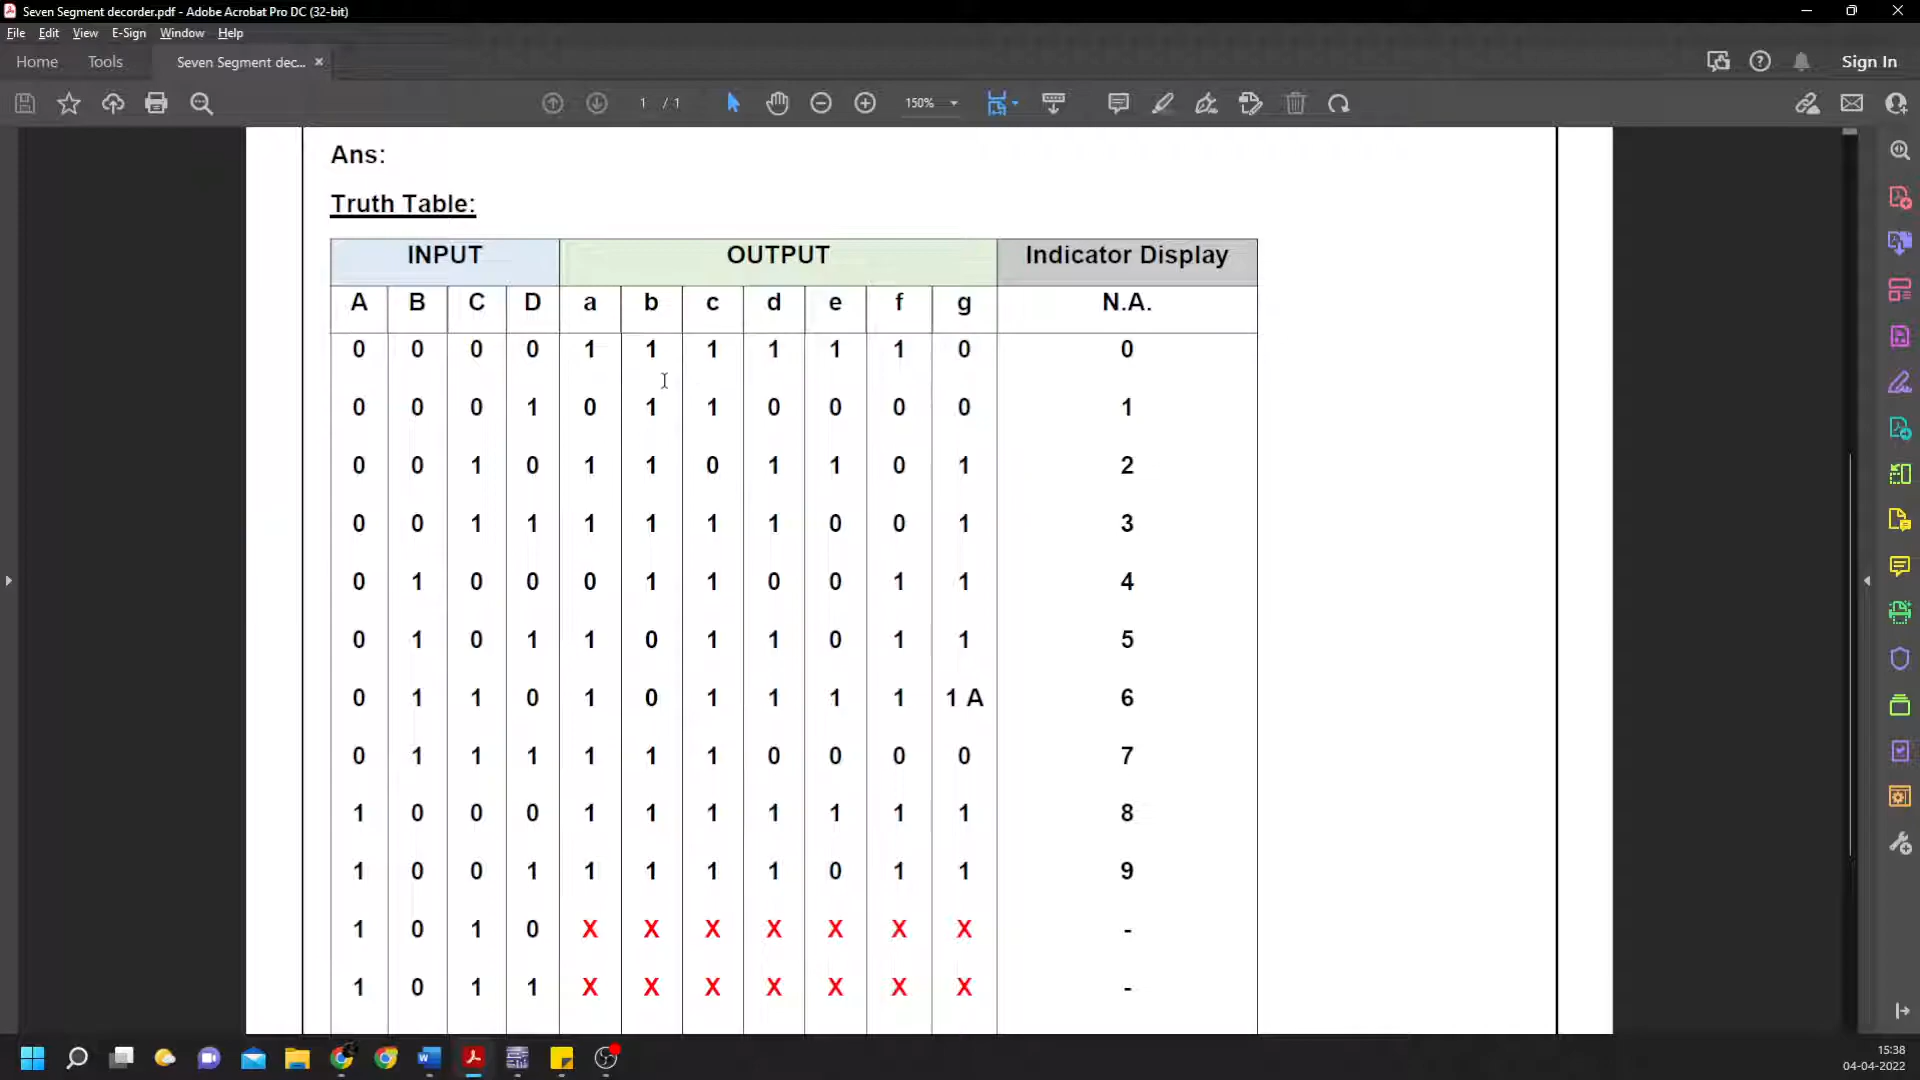 Seven Segment decorder.pdf - Adobe Acrobat Pro DC (32-bit)
File Edit View E-Sign Window Help
Home Tools Seven Segment dec... × Sign In
1 / 1 150%
Ans:
Truth Table:
INPUT OUTPUT Indicator Display
A B C D a b c d e f g N.A.
0 0 0 0 1 1 1 1 1 1 0 0
0 0 0 1 0 1 1 0 0 0 0 1
0 0 1 0 1 1 0 1 1 0 1 2
0 0 1 1 1 1 1 1 0 0 1 3
0 1 0 0 0 1 1 0 0 1 1 4
0 1 0 1 1 0 1 1 0 1 1 5
0 1 1 0 1 0 1 1 1 1 1 A 6
0 1 1 1 1 1 1 0 0 0 0 7
1 0 0 0 1 1 1 1 1 1 1 8
1 0 0 1 1 1 1 1 0 1 1 9
1 0 1 0 X X X X X X X -
1 0 1 1 X X X X X X X -
15:38
04-04-2022